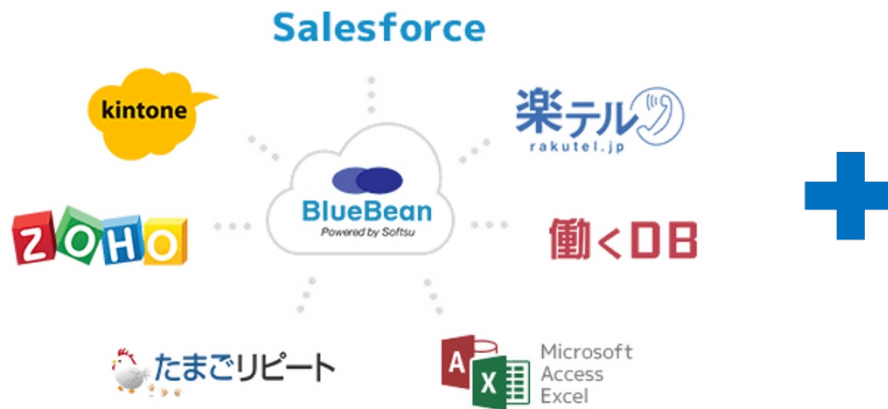 Salesforce
kintone
楽テル
rakutel.jp
BlueBean
Powered by Softsu
ZOHO
働くDB
たまごリピート
A
X
Microsoft
Access
Excel